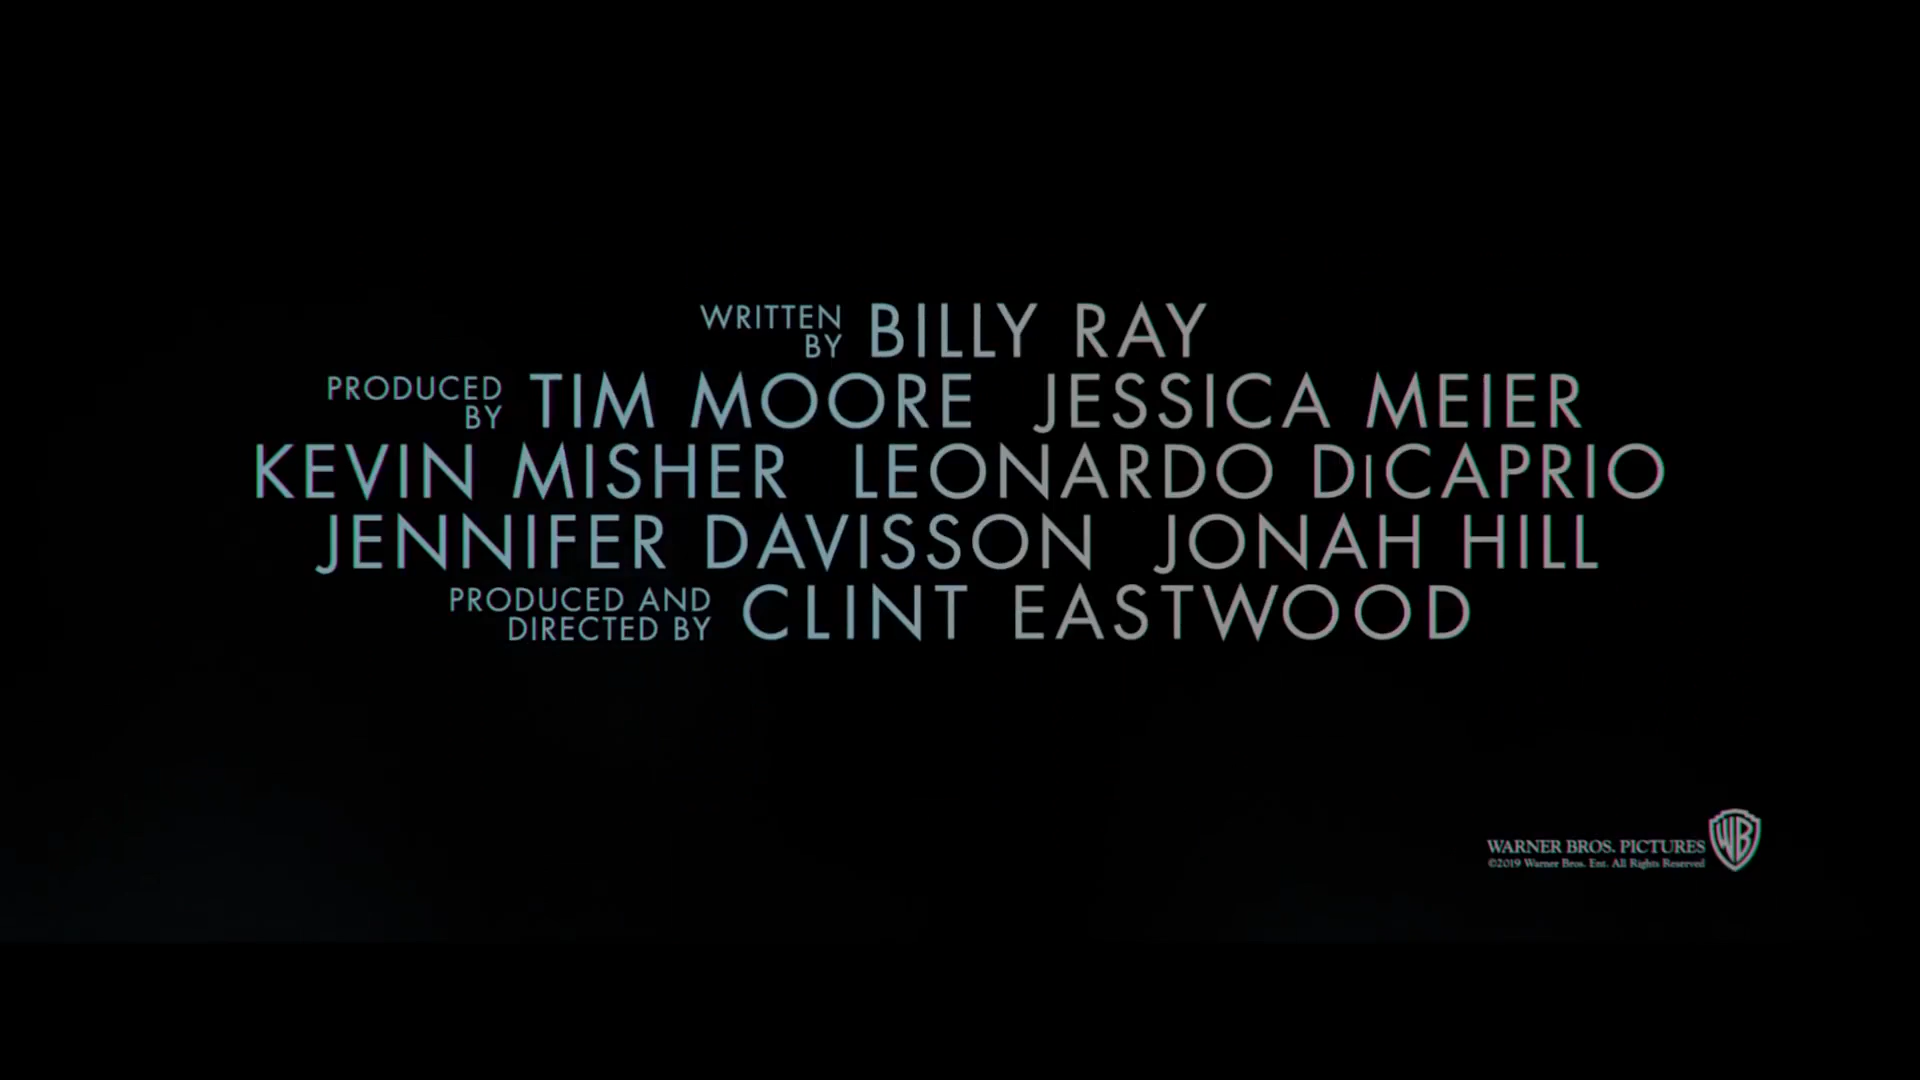 WRITTEN BY BILLY RAY
PRODUCED BY TIM MOORE JESSICA MEIER
KEVIN MISHER LEONARDO DiCAPRIO
JENNIFER DAVISSON JONAH HILL
PRODUCED AND DIRECTED BY CLINT EASTWOOD
WARNER BROS. PICTURES WB
©2019 Warner Bros. Ent. All Rights Reserved